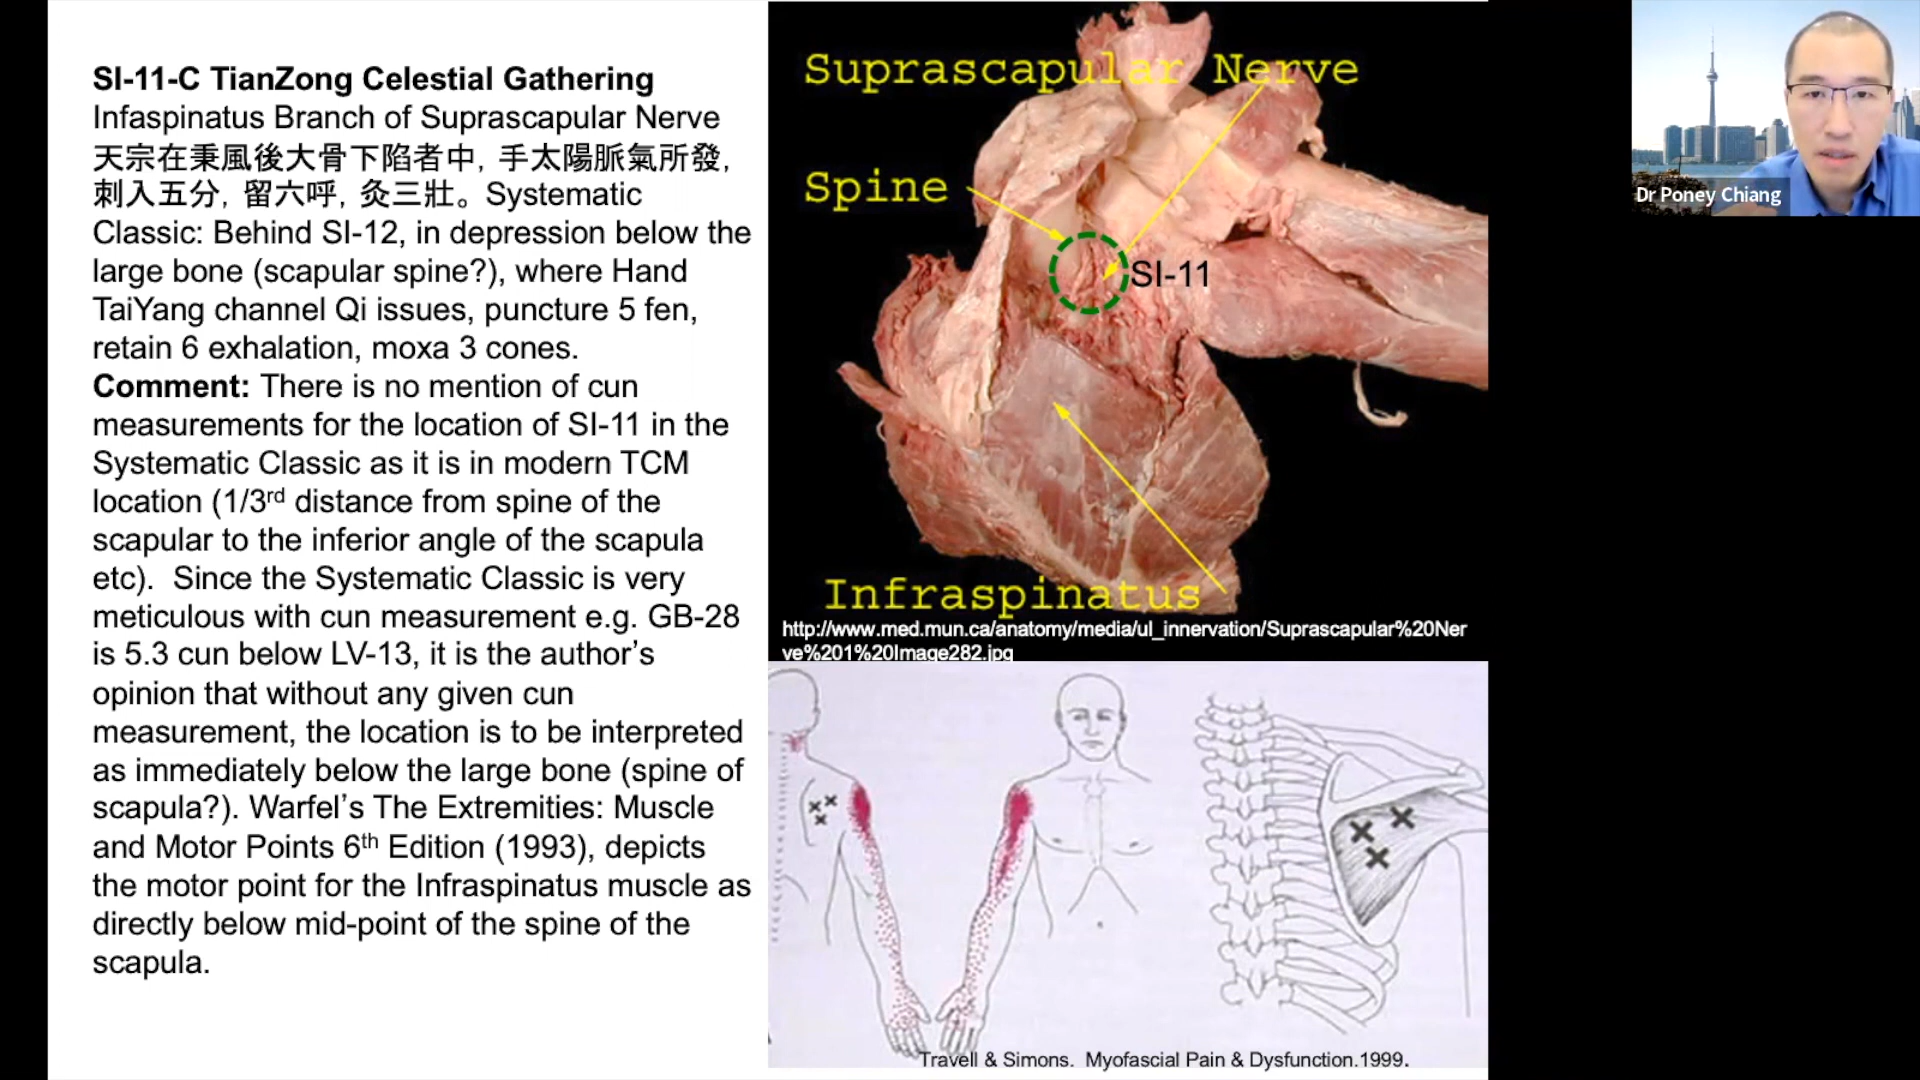 SI-11-C TianZong Celestial Gathering
Infaspinatus Branch of Suprascapular Nerve
天宗在秉風後大骨下陷者中, 手太陽脈氣所發,
刺入五分, 留六呼, 灸三壯。Systematic
Classic: Behind SI-12, in depression below the
large bone (scapular spine?), where Hand
TaiYang channel Qi issues, puncture 5 fen,
retain 6 exhalation, moxa 3 cones.
Comment: There is no mention of cun
measurements for the location of SI-11 in the
Systematic Classic as it is in modern TCM
location (1/3rd distance from spine of the
scapular to the inferior angle of the scapula
etc).  Since the Systematic Classic is very
meticulous with cun measurement e.g. GB-28
is 5.3 cun below LV-13, it is the author’s
opinion that without any given cun
measurement, the location is to be interpreted
as immediately below the large bone (spine of
scapula?). Warfel’s The Extremities: Muscle
and Motor Points 6th Edition (1993), depicts
the motor point for the Infraspinatus muscle as
directly below mid-point of the spine of the
scapula.
Suprascapular Nerve
Spine
SI-11
Infraspinatus
http://www.med.mun.ca/anatomy/media/ul_innervation/Suprascapular%20Ner
ve%201%20Image282.jpg
Travell & Simons.  Myofascial Pain & Dysfunction.1999.
Dr Poney Chiang